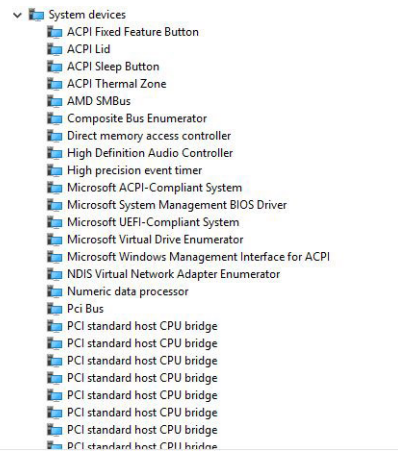 System devices
ACPI Fixed Feature Button
ACPI Lid
ACPI Sleep Button
ACPI Thermal Zone
AMD SMBus
Composite Bus Enumerator
Direct memory access controller
High Definition Audio Controller
High precision event timer
Microsoft ACPI-Compliant System
Microsoft System Management BIOS Driver
Microsoft UEFI-Compliant System
Microsoft Virtual Drive Enumerator
Microsoft Windows Management Interface for ACPI
NDIS Virtual Network Adapter Enumerator
Numeric data processor
Pci Bus
PCI standard host CPU bridge
PCI standard host CPU bridge
PCI standard host CPU bridge
PCI standard host CPU bridge
PCI standard host CPU bridge
PCI standard host CPU bridge
PCI standard host CPU bridge
PCI standard host CPU bridge